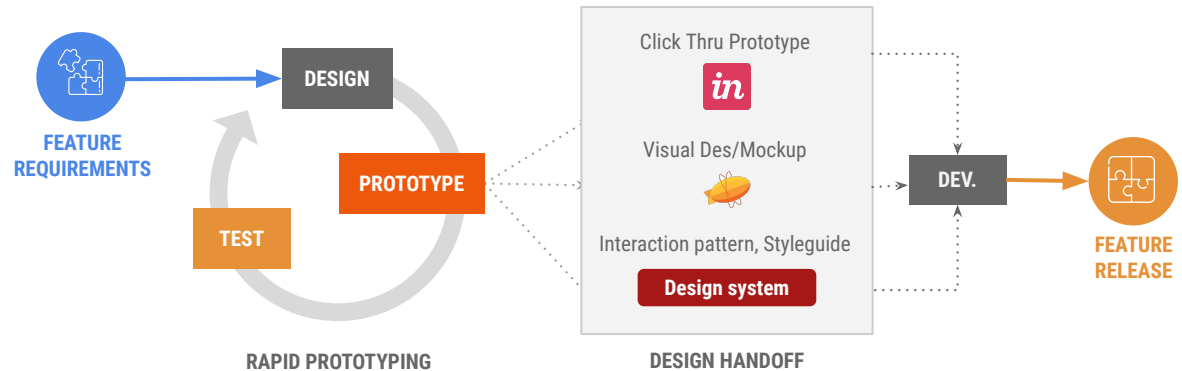 FEATURE
REQUIREMENTS
DESIGN
PROTOTYPE
TEST
RAPID PROTOTYPING
Click Thru Prototype
in
Visual Des/Mockup
Interaction pattern, Styleguide
Design system
DESIGN HANDOFF
DEV.
FEATURE
RELEASE